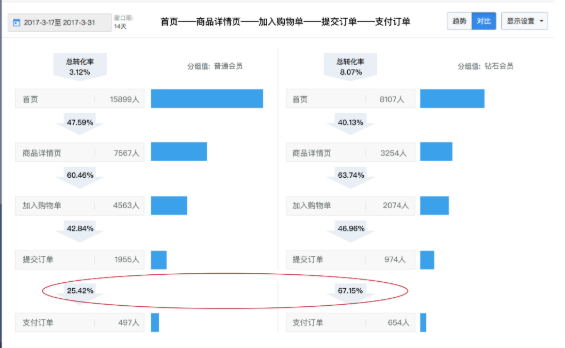 2017-3-17至 2017-3-31
窗口期:
14天
首页——商品详情页——加入购物单——提交订单——支付订单
趋势 对比 显示设置
总转化率
3.12%
分组值: 普通会员
首页 15899人
47.59%
商品详情页 7567人
60.46%
加入购物单 4563人
42.84%
提交订单 1955人
25.42%
支付订单 497人
总转化率
8.07%
分组值: 钻石会员
首页 8107人
40.13%
商品详情页 3254人
63.74%
加入购物单 2074人
46.96%
提交订单 974人
67.15%
支付订单 654人